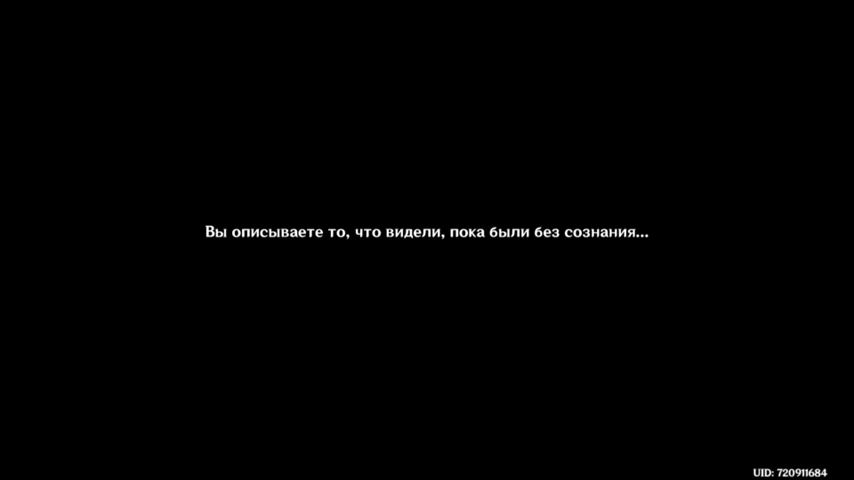 Вы описываете то, что видели, пока были без сознания...
UID: 720911684